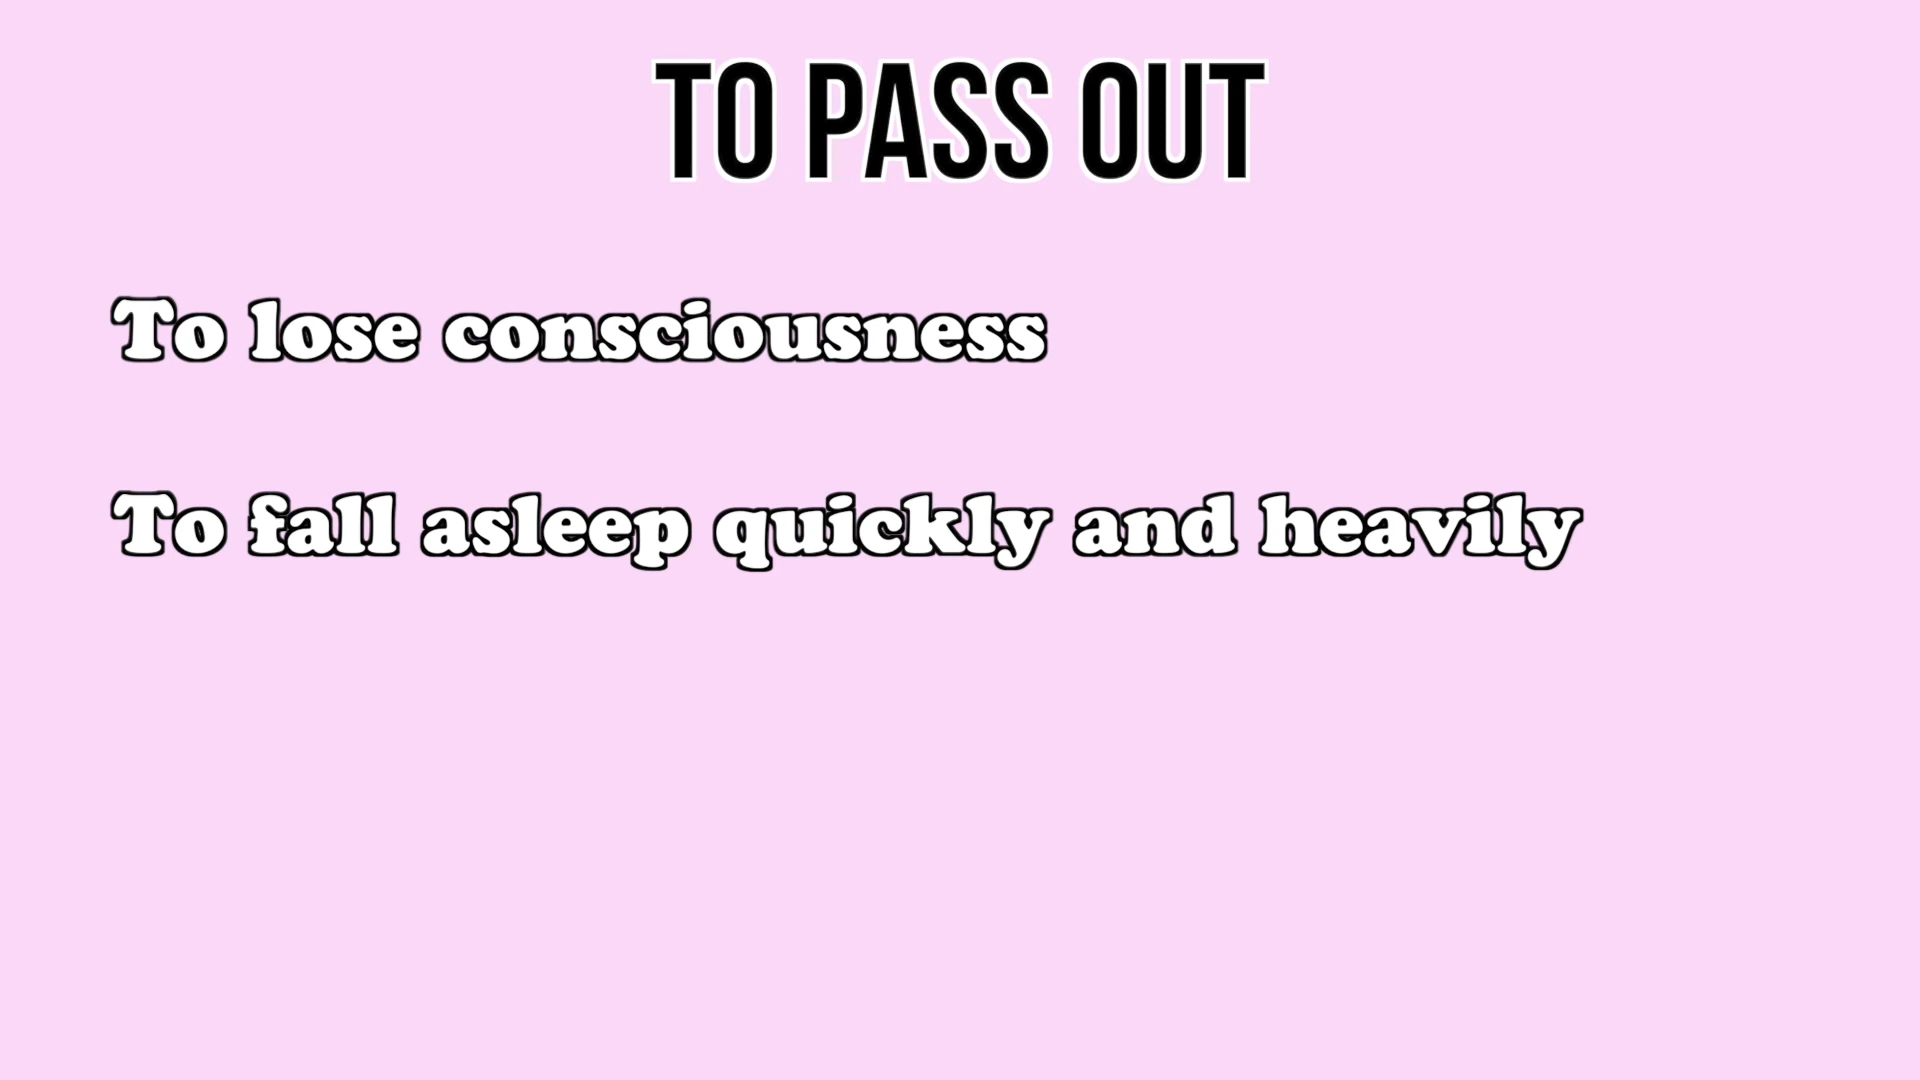 TO PASS OUT
To lose consciousness
To fall asleep quickly and heavily